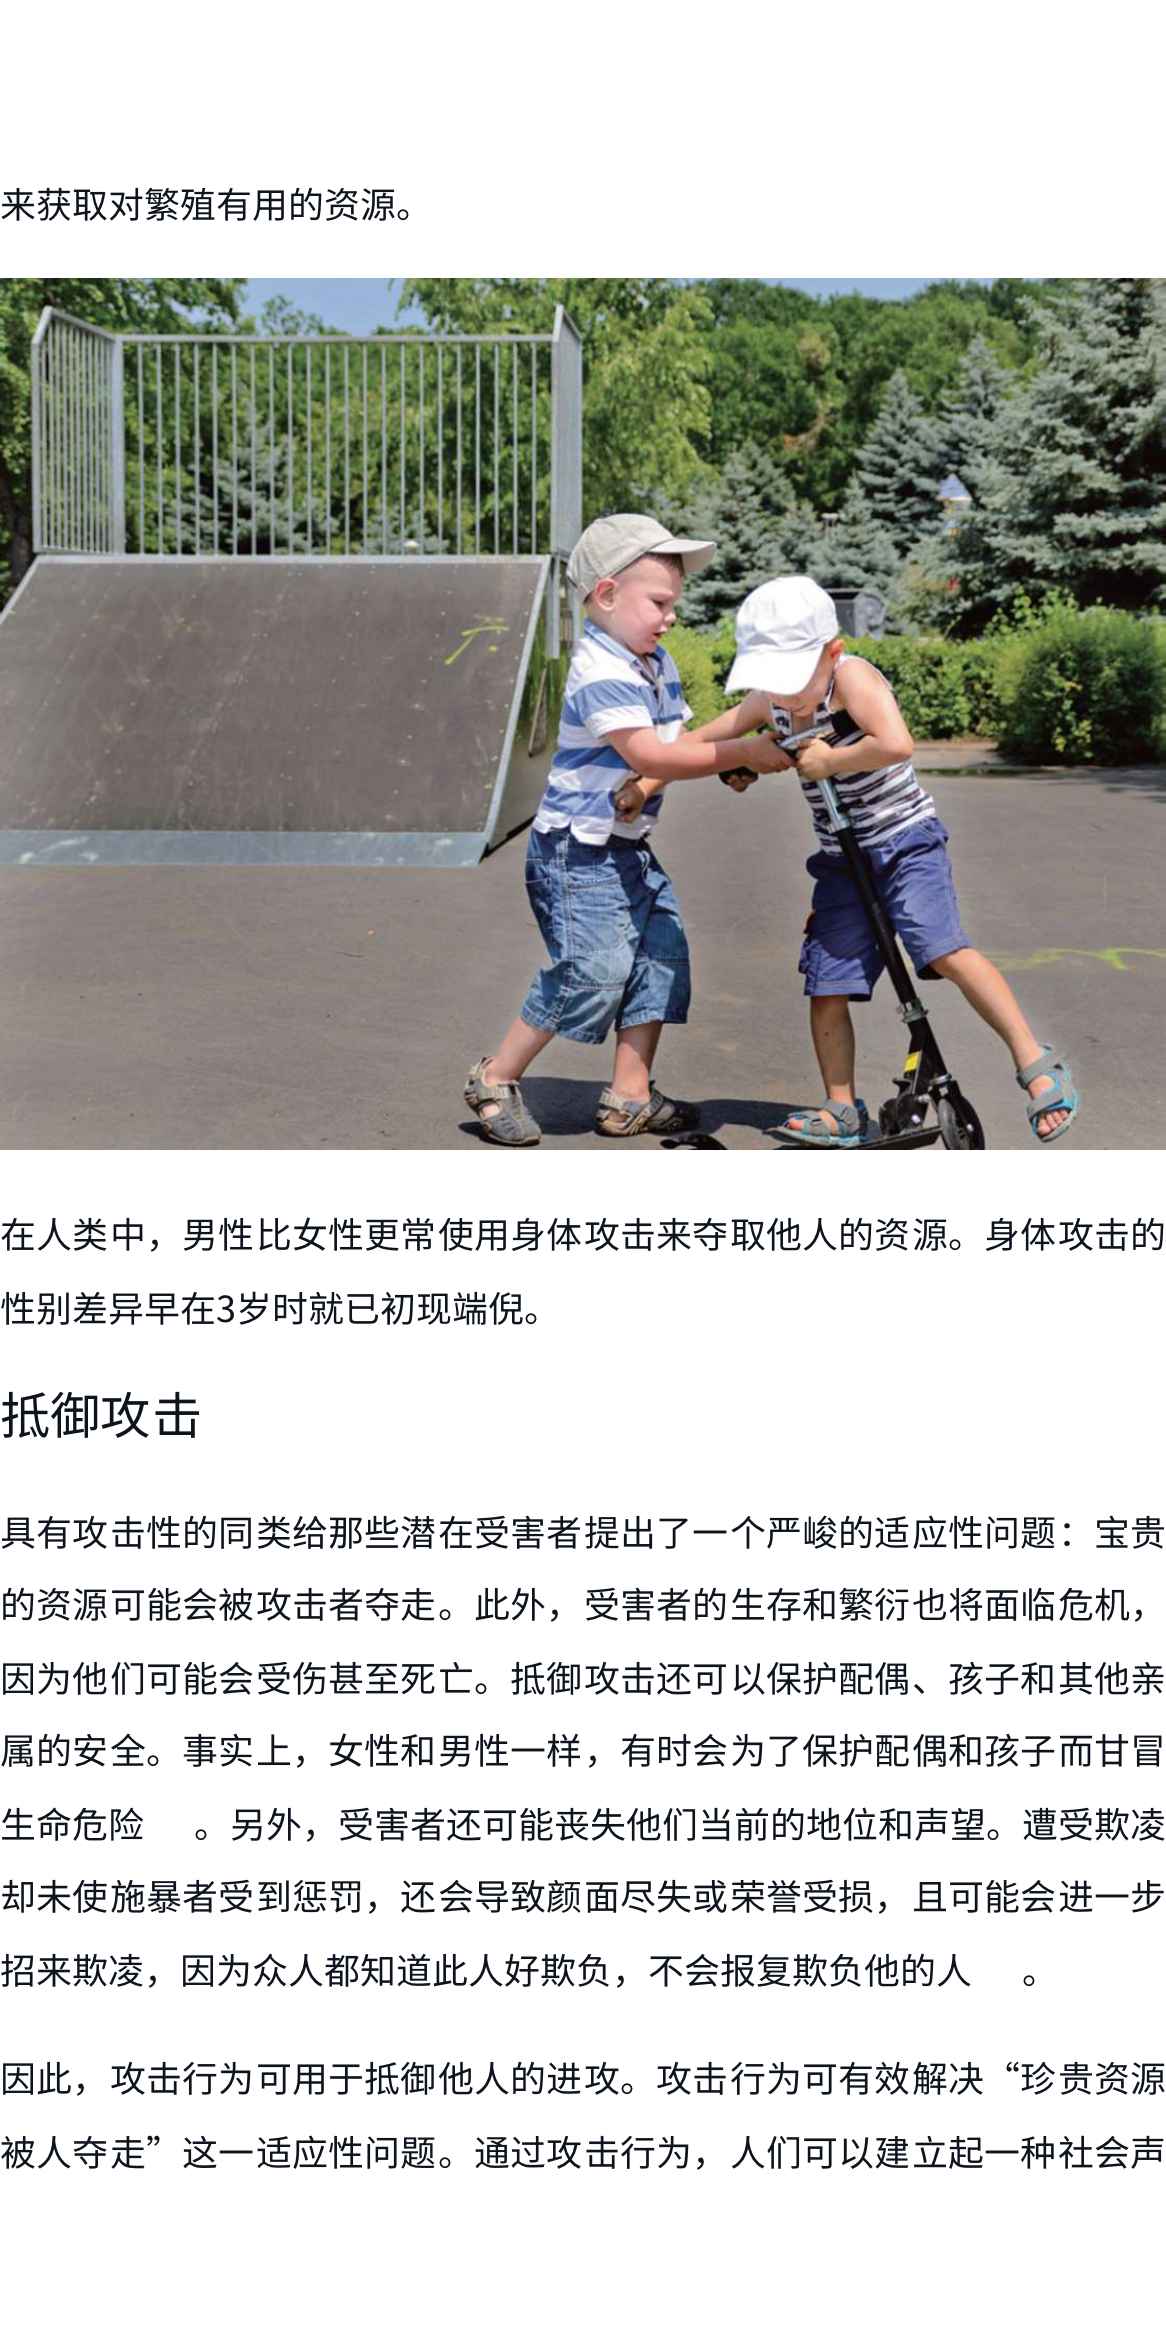 来获取对繁殖有用的资源。
在人类中，男性比女性更常使用身体攻击来夺取他人的资源。身体攻击的
性别差异早在3岁时就已初现端倪。
抵御攻击
具有攻击性的同类给那些潜在受害者提出了一个严峻的适应性问题：宝贵
的资源可能会被攻击者夺走。此外，受害者的生存和繁衍也将面临危机，
因为他们可能会受伤甚至死亡。抵御攻击还可以保护配偶、孩子和其他亲
属的安全。事实上，女性和男性一样，有时会为了保护配偶和孩子而甘冒
生命危险 。另外，受害者还可能丧失他们当前的地位和声望。遭受欺凌
却未使施暴者受到惩罚，还会导致颜面尽失或荣誉受损，且可能会进一步
招来欺凌，因为众人都知道此人好欺负，不会报复欺负他的人 。
因此，攻击行为可用于抵御他人的进攻。攻击行为可有效解决“珍贵资源
被人夺走”这一适应性问题。通过攻击行为，人们可以建立起一种社会声